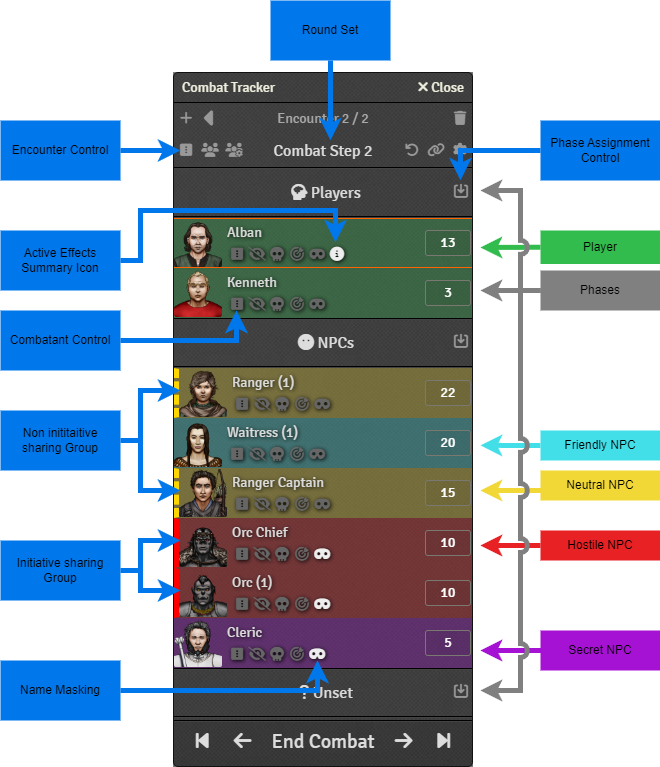 Round Set
Combat Tracker
Close
Encounter 2 / 2
Encounter Control
Combat Step 2
Phase Assignment
Control
Players
Active Effects
Summary Icon
Alban
13
Player
Kenneth
3
Phases
Combatant Control
NPCs
Ranger (1)
22
Non inititaitive
sharing Group
Waitress (1)
20
Friendly NPC
Ranger Captain
15
Neutral NPC
Orc Chief
10
Hostile NPC
Initiative sharing
Group
Orc (1)
10
Cleric
5
Secret NPC
Name Masking
? Unset
End Combat